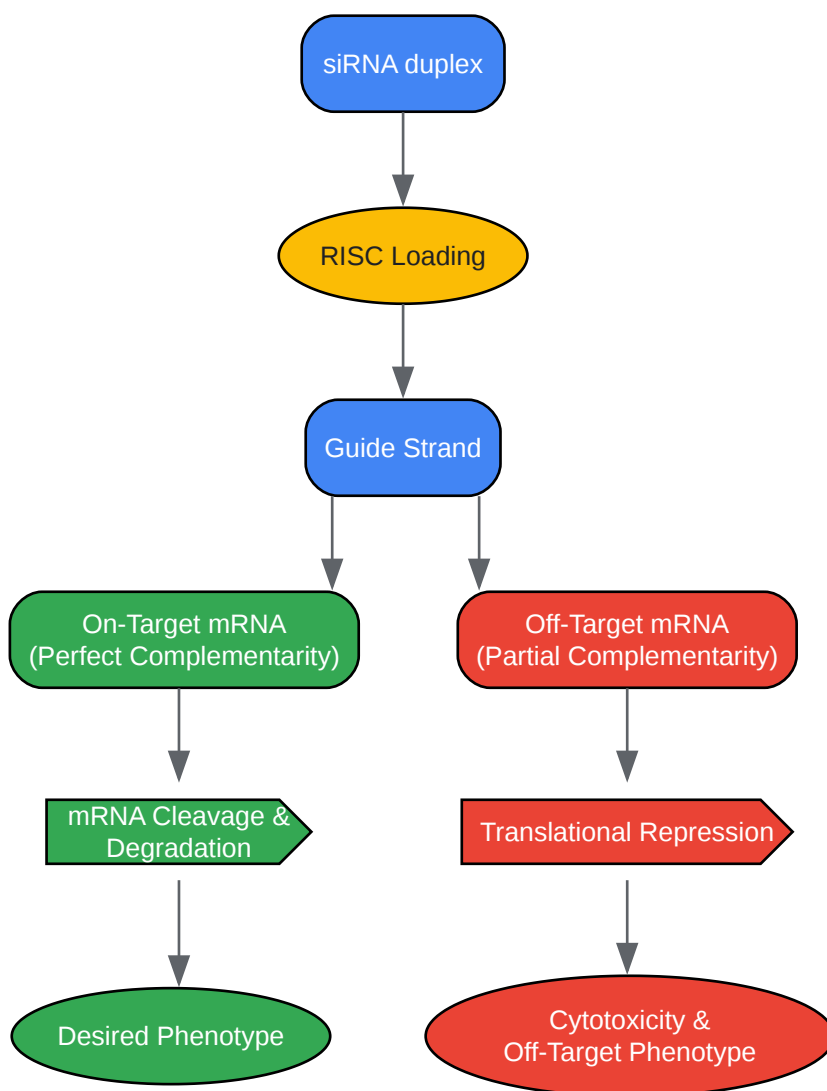 siRNA duplex
RISC Loading
Guide Strand
On-Target mRNA
(Perfect Complementarity)
Off-Target mRNA
(Partial Complementarity)
mRNA Cleavage &
Degradation
Translational Repression
Desired Phenotype
Cytotoxicity &
Off-Target Phenotype